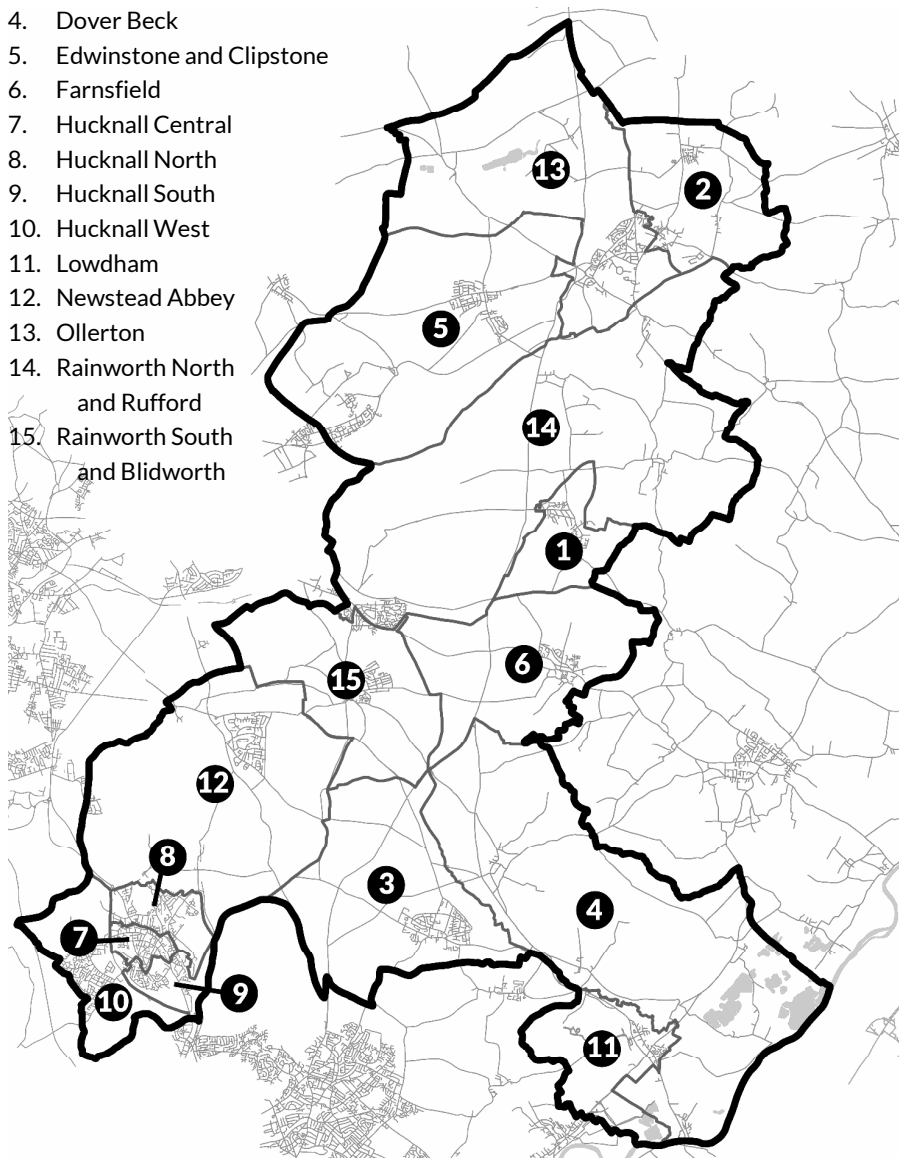 4. Dover Beck
5. Edwinstone and Clipstone
6. Farnsfield
7. Hucknall Central
8. Hucknall North
9. Hucknall South
10. Hucknall West
11. Lowdham
12. Newstead Abbey
13. Ollerton
14. Rainworth North
and Rufford
15. Rainworth South
and Blidworth
13
2
5
14
1
6
15
12
8
3
4
7
9
10
11